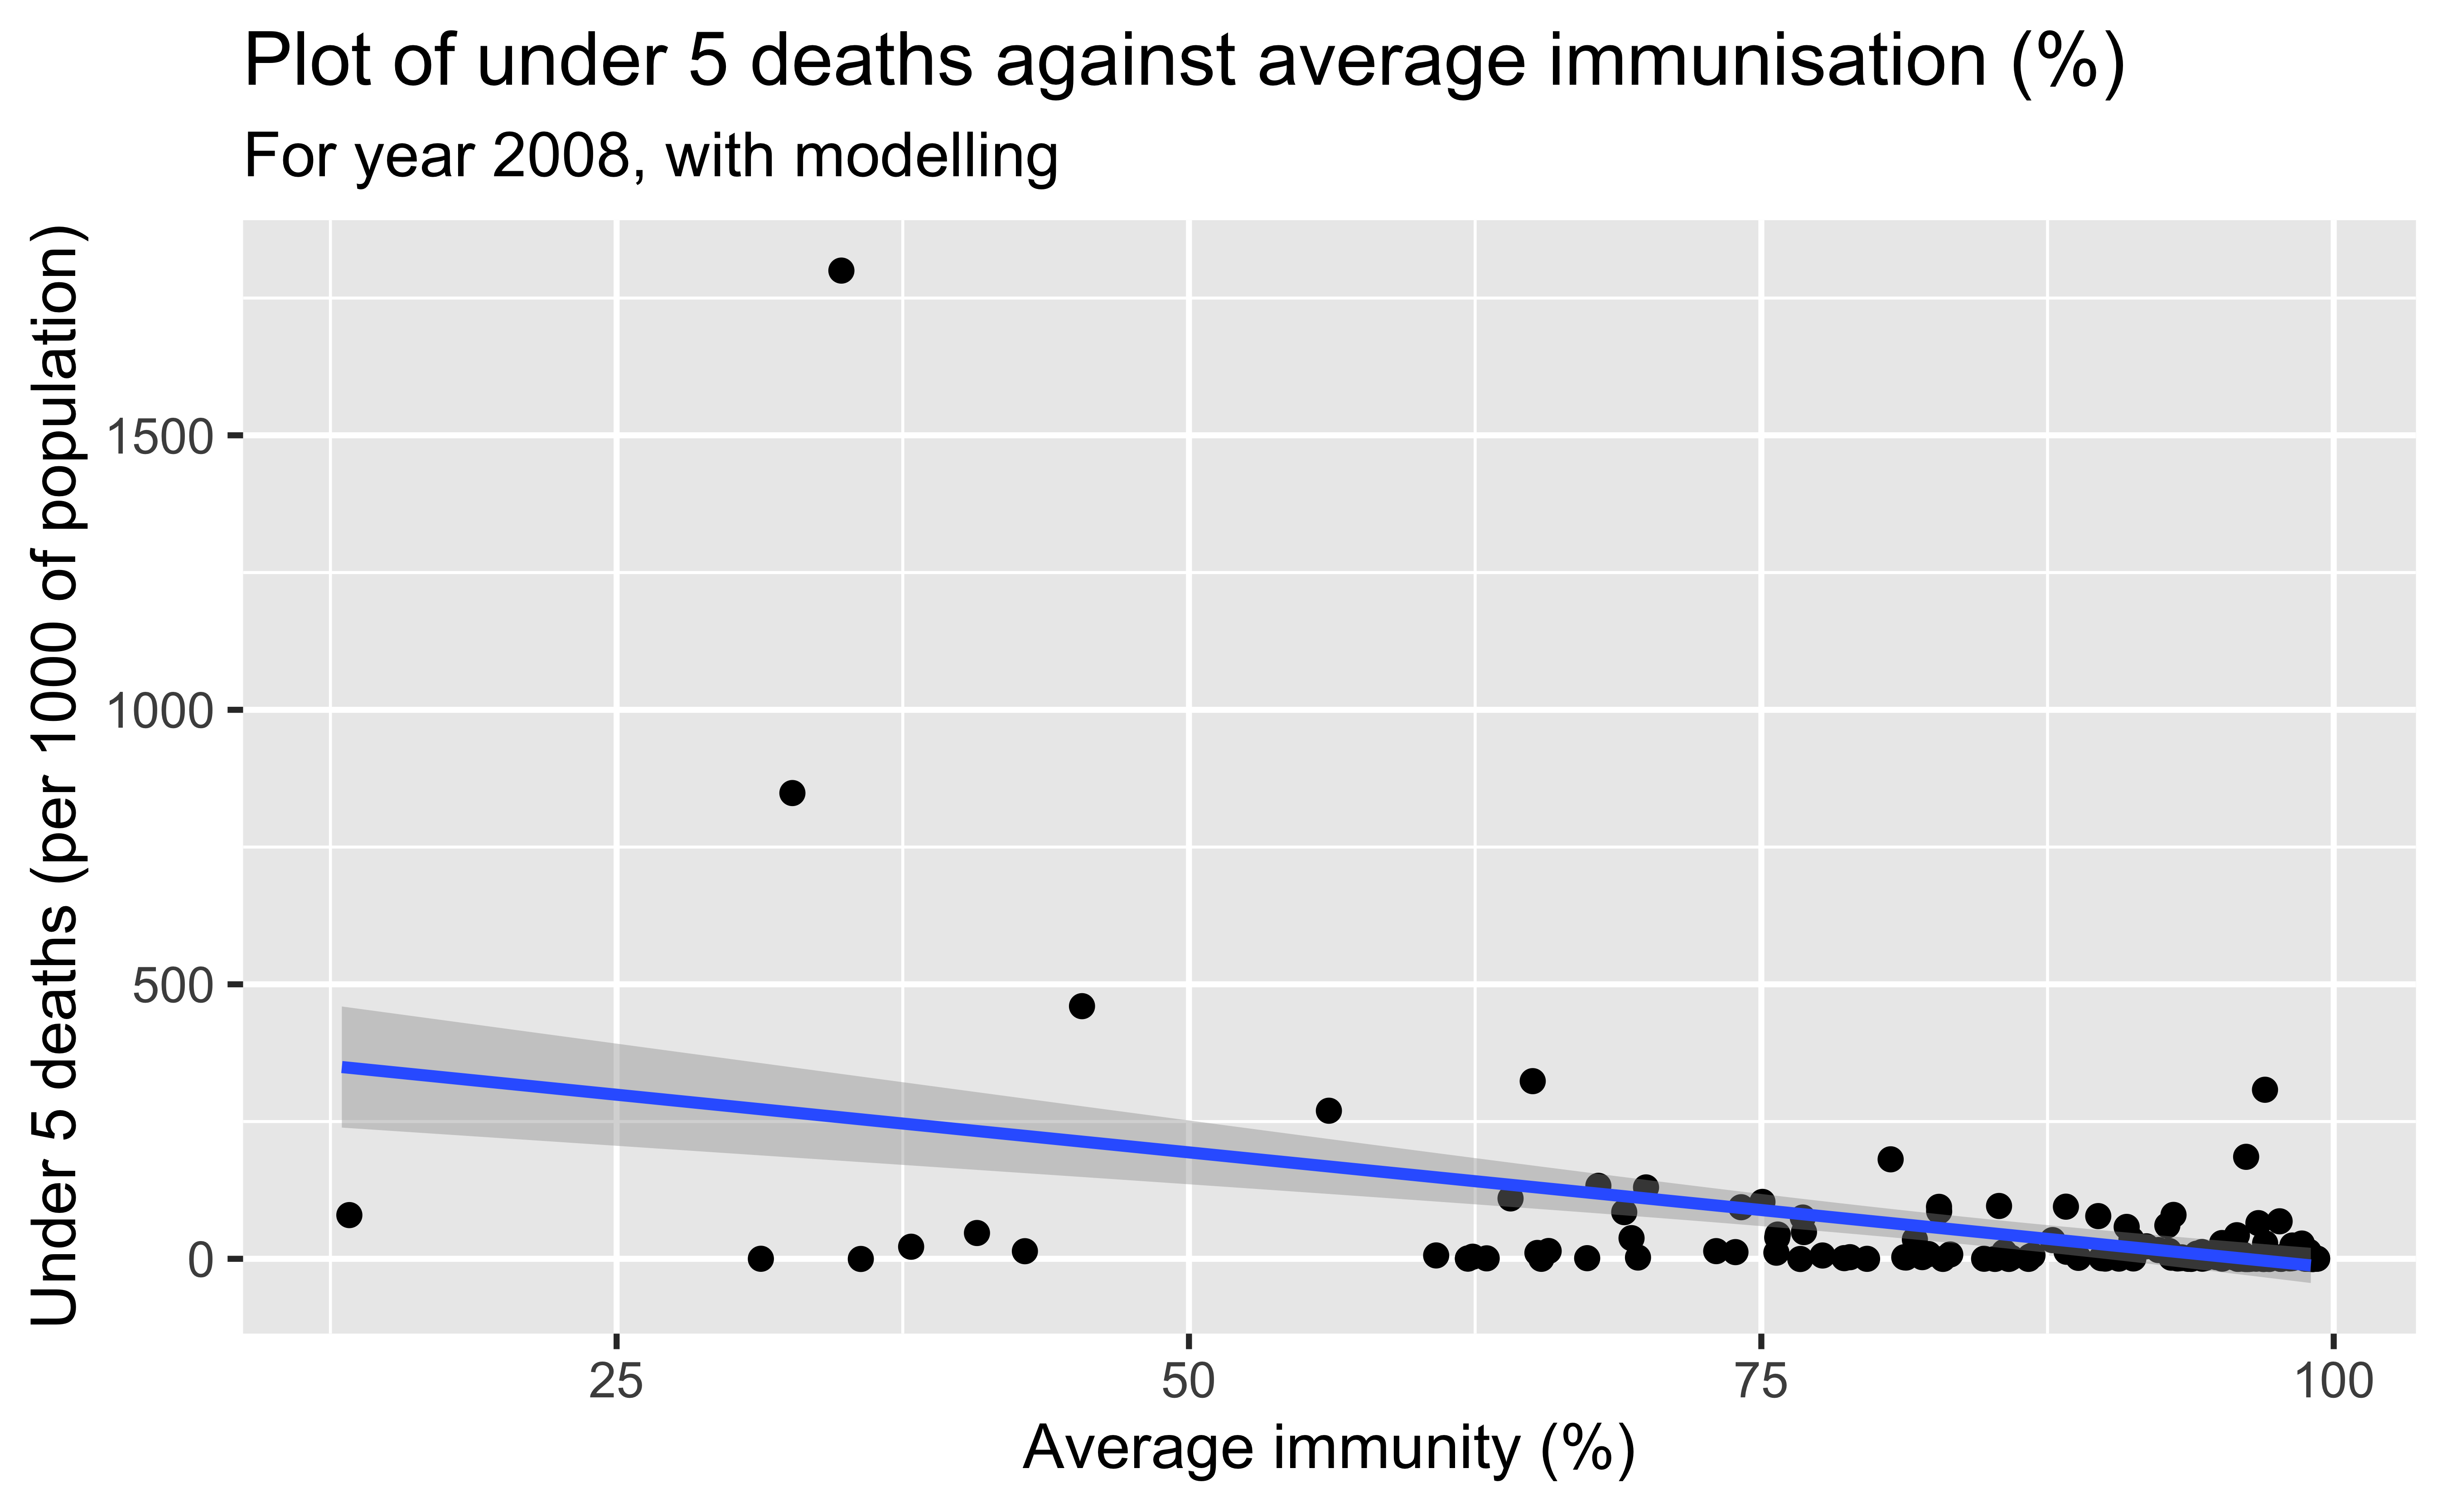 Plot of under 5 deaths against average immunisation (%)
For year 2008, with modelling
Under 5 deaths (per 1000 of population)
1500
1000
500
0
25 50 75 100
Average immunity (%)